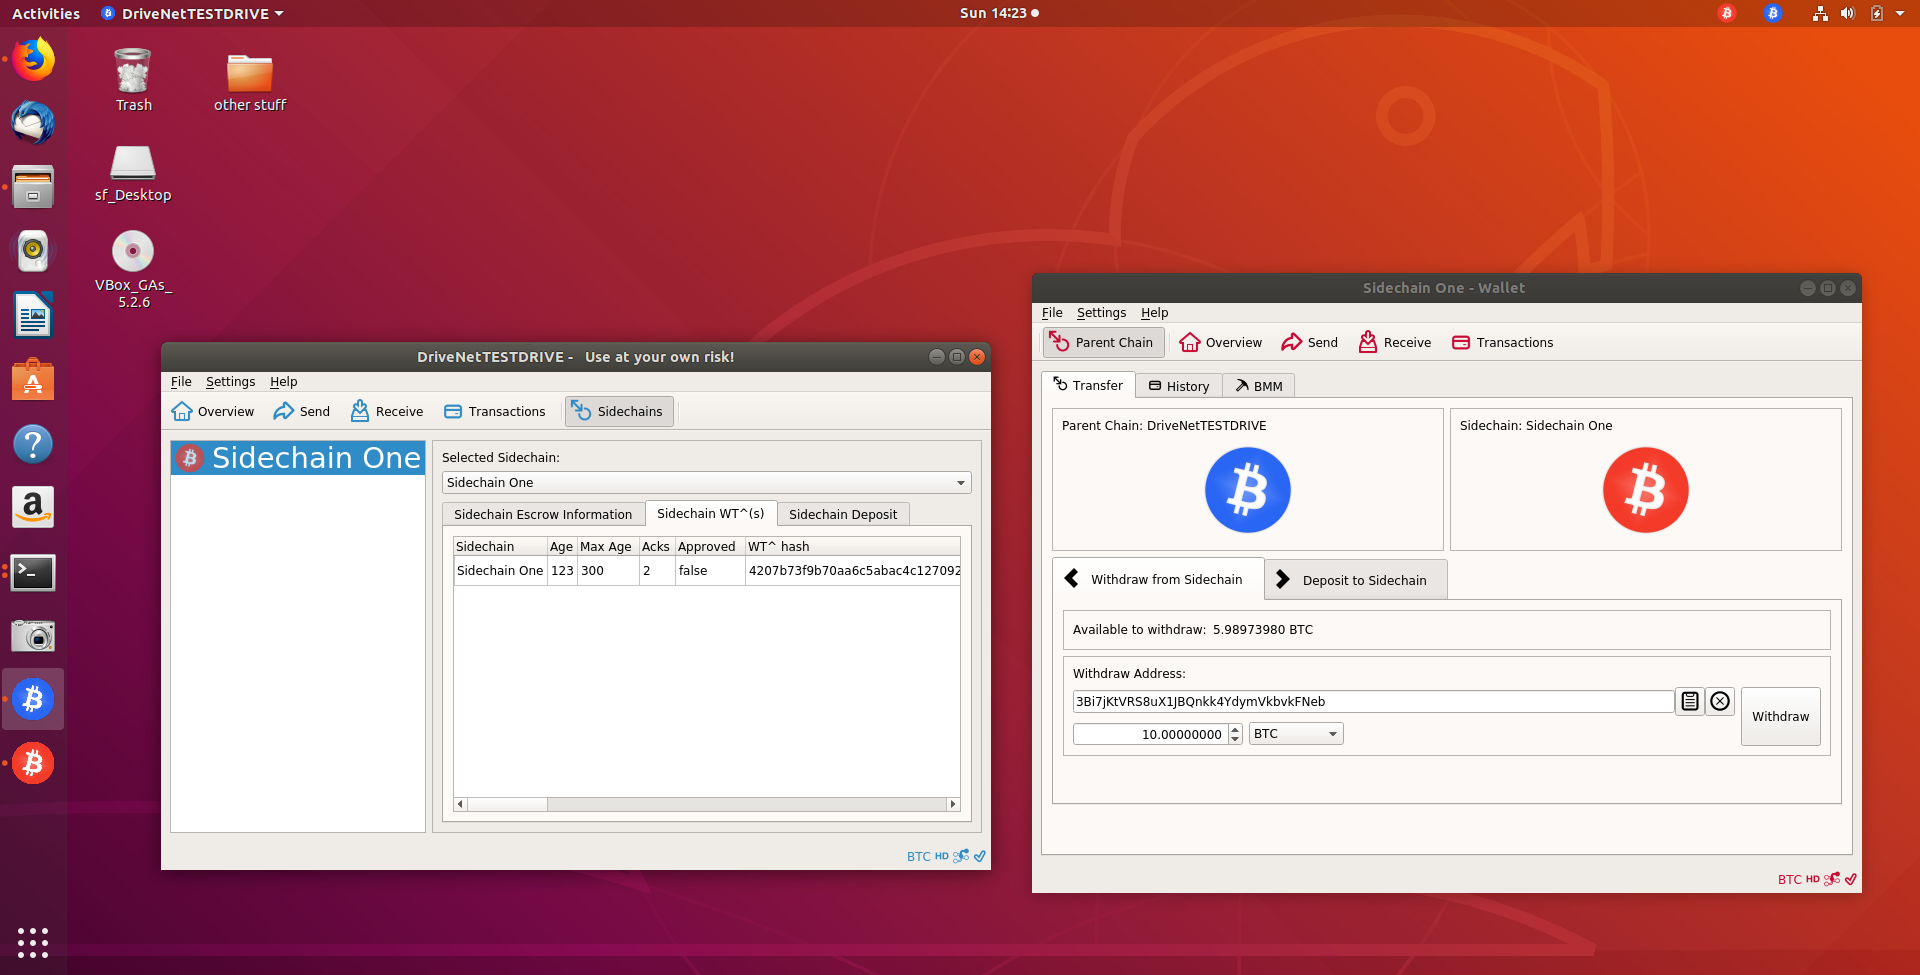 Activities DriveNetTESTDRIVE Sun 14:23
Trash
other stuff
sf_Desktop
VBox_GAs_
5.2.6
DriveNetTESTDRIVE - Use at your own risk!
File Settings Help
Overview Send Receive Transactions Sidechains
Sidechain One
Selected Sidechain:
Sidechain One
Sidechain Escrow Information Sidechain WT^(s) Sidechain Deposit
Sidechain Age Max Age Acks Approved WT^ hash
Sidechain One 123 300 2 false 4207b73f9b70aa6c5abac4c127092
BTC HD
Sidechain One - Wallet
File Settings Help
Parent Chain Overview Send Receive Transactions
Transfer History BMM
Parent Chain: DriveNetTESTDRIVE
Sidechain: Sidechain One
Withdraw from Sidechain Deposit to Sidechain
Available to withdraw: 5.98973980 BTC
Withdraw Address:
3Bi7jKtVRS8uX1JBQnkk4YdymVkbvkFNeb
Withdraw
10.00000000 BTC
BTC HD